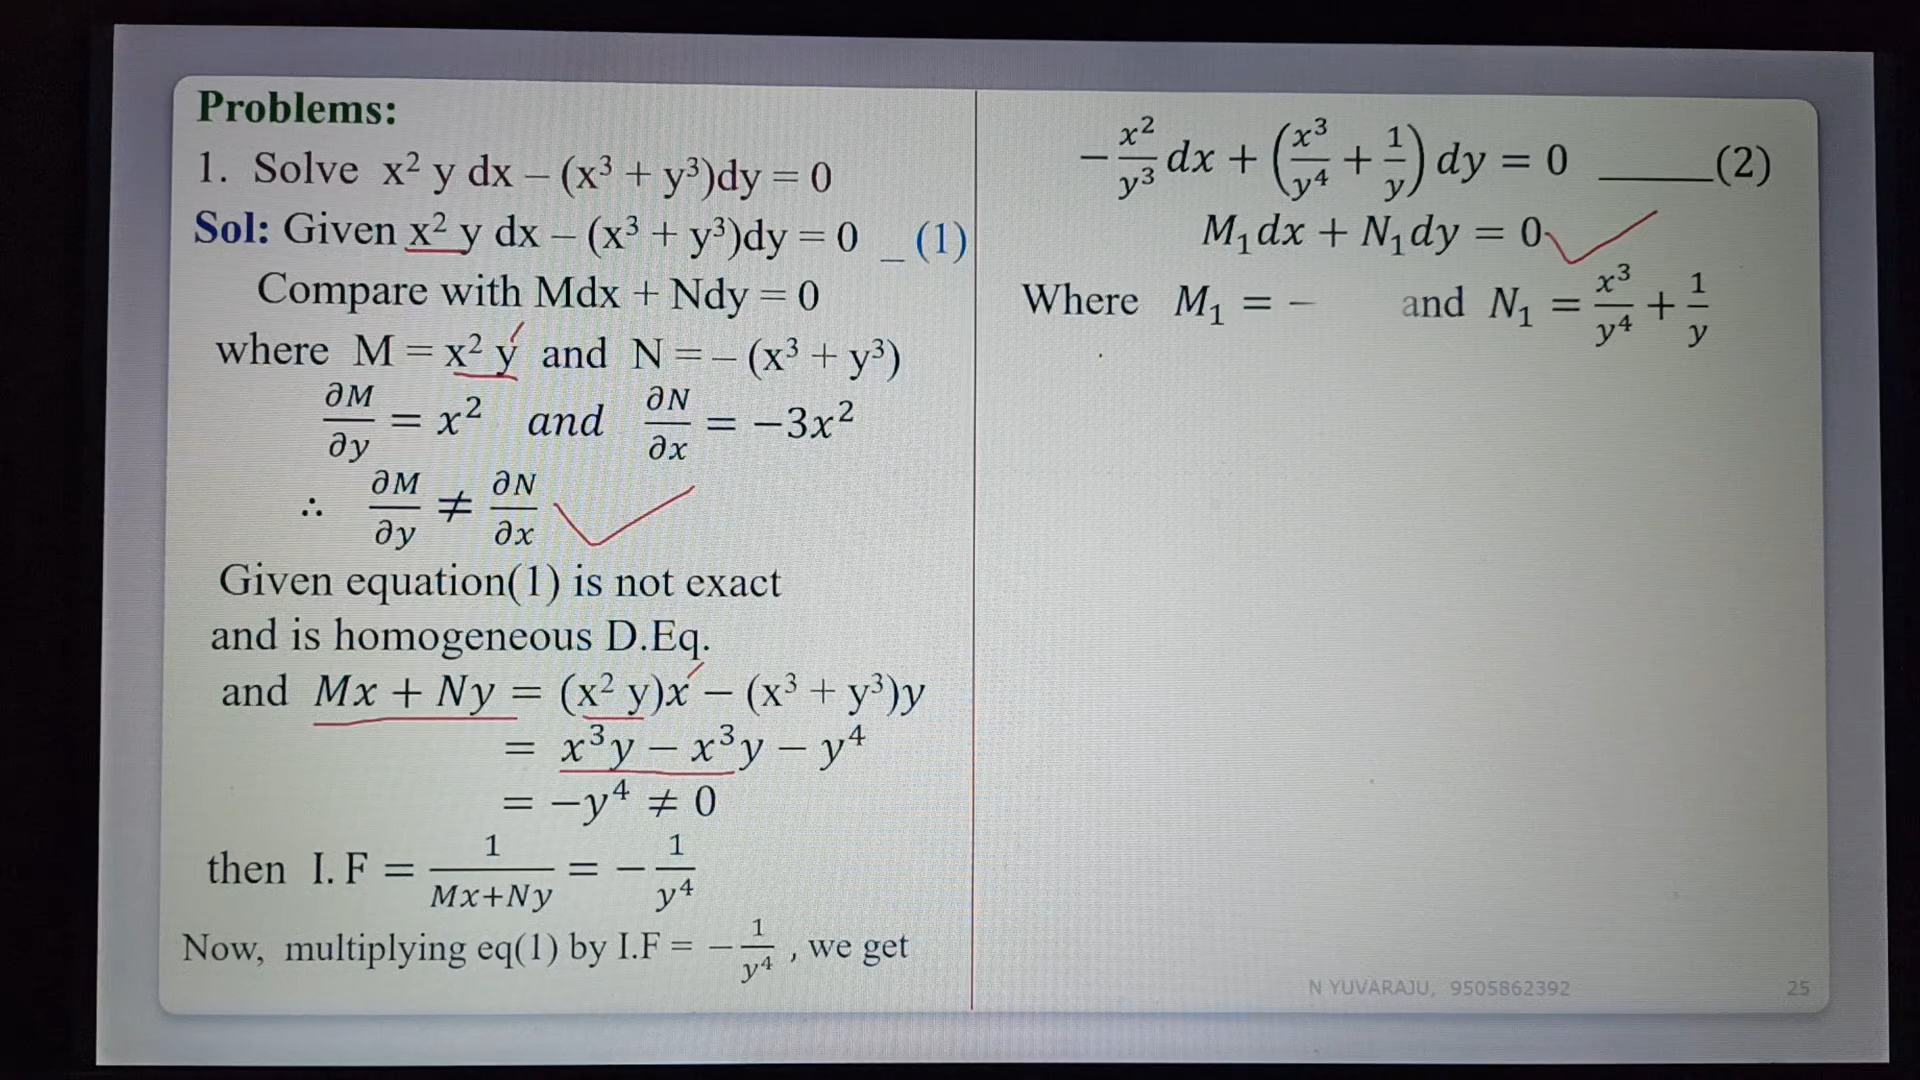 Problems:
1. Solve x² y dx – (x³ + y³)dy = 0
Sol: Given x² y dx – (x³ + y³)dy = 0 _ (1)
Compare with Mdx + Ndy = 0
where M = x² y and N = – (x³ + y³)
∂M/∂y = x² and ∂N/∂x = −3x²
∴ ∂M/∂y ≠ ∂N/∂x
Given equation(1) is not exact
and is homogeneous D.Eq.
and Mx + Ny = (x² y)x – (x³ + y³)y
= x³y − x³y − y⁴
= −y⁴ ≠ 0
then I. F = 1/(Mx+Ny) = − 1/y⁴
Now, multiplying eq(1) by I.F = − 1/y⁴ , we get
− x²/y³ dx + (x³/y⁴ + 1/y) dy = 0 _____(2)
M₁dx + N₁dy = 0
Where M₁ = − and N₁ = x³/y⁴ + 1/y
N YUVARAJU, 9505862392
25